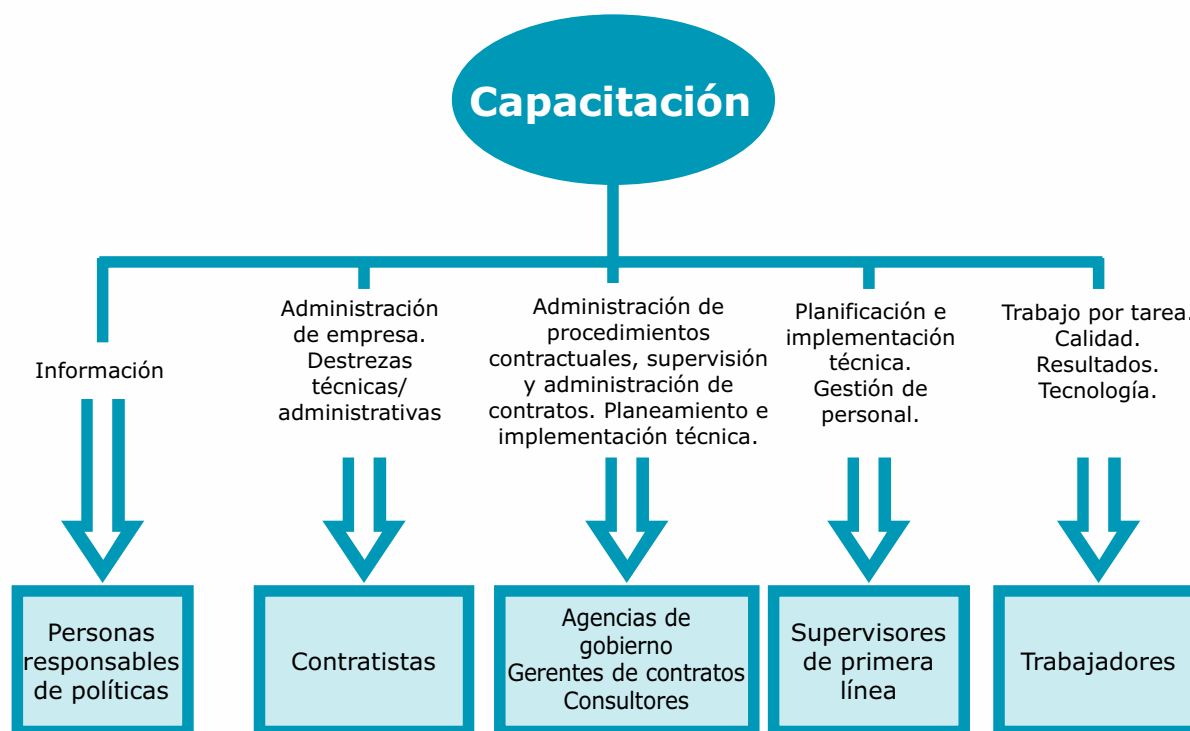 Capacitación
Información
Administración
de empresa.
Destrezas
técnicas/
administrativas
Administración de
procedimientos
contractuales, supervisión
y administración de
contratos. Planeamiento e
implementación técnica.
Planificación e
implementación
técnica.
Gestión de
personal.
Trabajo por tarea.
Calidad.
Resultados.
Tecnología.
Personas
responsables
de políticas
Contratistas
Agencias de
gobierno
Gerentes de contratos
Consultores
Supervisores
de primera
línea
Trabajadores